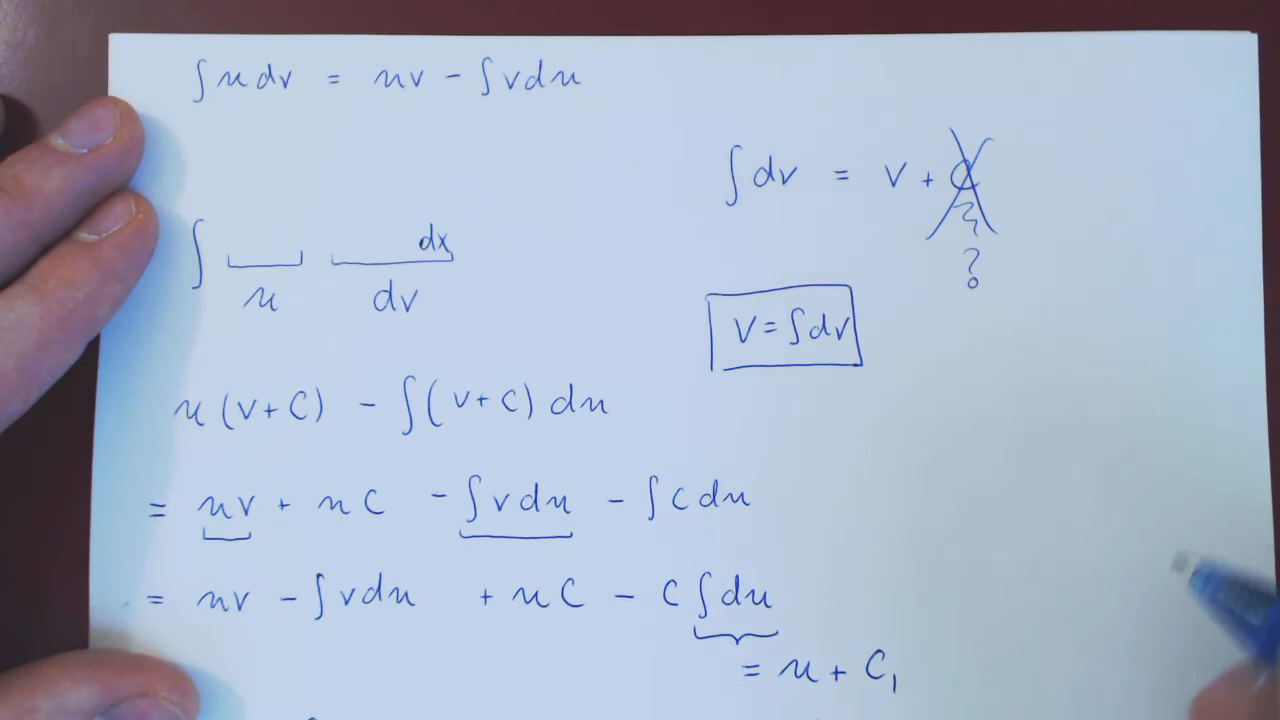 ∫ u dv = uv - ∫ v du
∫ dv = v + C
?
∫ u dv dx
v = ∫ dv
u (v + C) - ∫ (v + C) du
= uv + uC - ∫ v du - ∫ C du
= uv - ∫ v du + uC - C ∫ du
= u + C₁